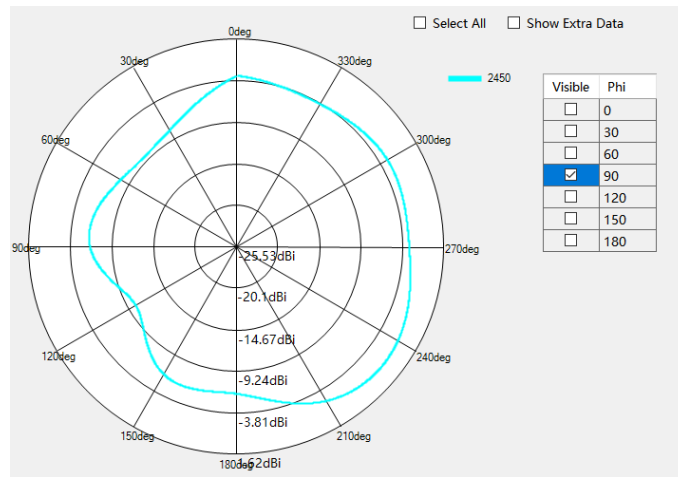 Select All
Show Extra Data
0deg
30deg
330deg
2450
Visible Phi
0
30
60
90
120
150
180
60deg
300deg
90deg
270deg
-25.53dBi
-20.1dBi
-14.67dBi
120deg
240deg
-9.24dBi
-3.81dBi
150deg
210deg
180deg
1.62dBi